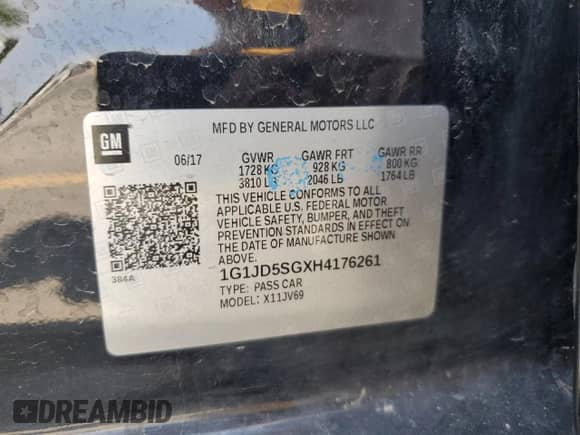 MFD BY GENERAL MOTORS LLC
GM
06/17 GVWR GAWR FRT GAWR RR
1728 KG 928 KG 800 KG
3810 LB 2046 LB 1764 LB
THIS VEHICLE CONFORMS TO ALL
APPLICABLE U.S. FEDERAL MOTOR
VEHICLE SAFETY, BUMPER, AND THEFT
PREVENTION STANDARDS IN EFFECT ON
THE DATE OF MANUFACTURE SHOWN
ABOVE.
384A
1G1JD5SGXH4176261
TYPE: PASS CAR
MODEL: X11JV69
DREAMBID